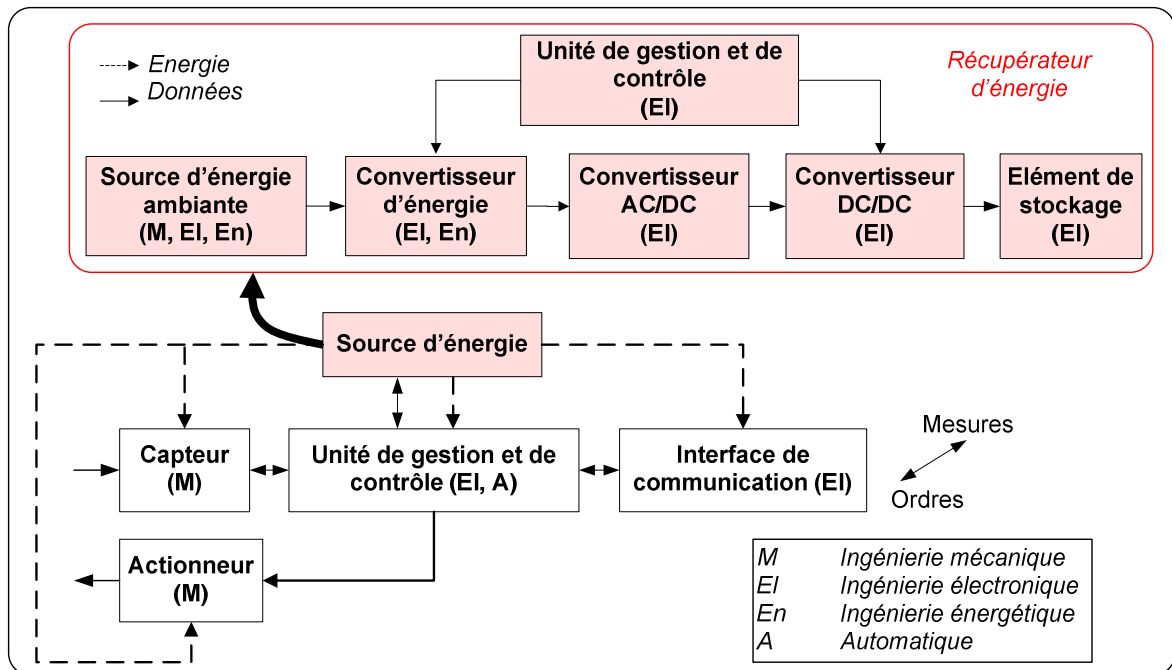 Energie
Données
Unité de gestion et de
contrôle
(El)
Récupérateur
d'énergie
Source d'énergie
ambiante
(M, El, En)
Convertisseur
d'énergie
(El, En)
Convertisseur
AC/DC
(El)
Convertisseur
DC/DC
(El)
Elément de
stockage
(El)
Source d'énergie
Capteur
(M)
Unité de gestion et de
contrôle (El, A)
Interface de
communication (El)
Mesures
Ordres
Actionneur
(M)
M Ingénierie mécanique
El Ingénierie électronique
En Ingénierie énergétique
A Automatique